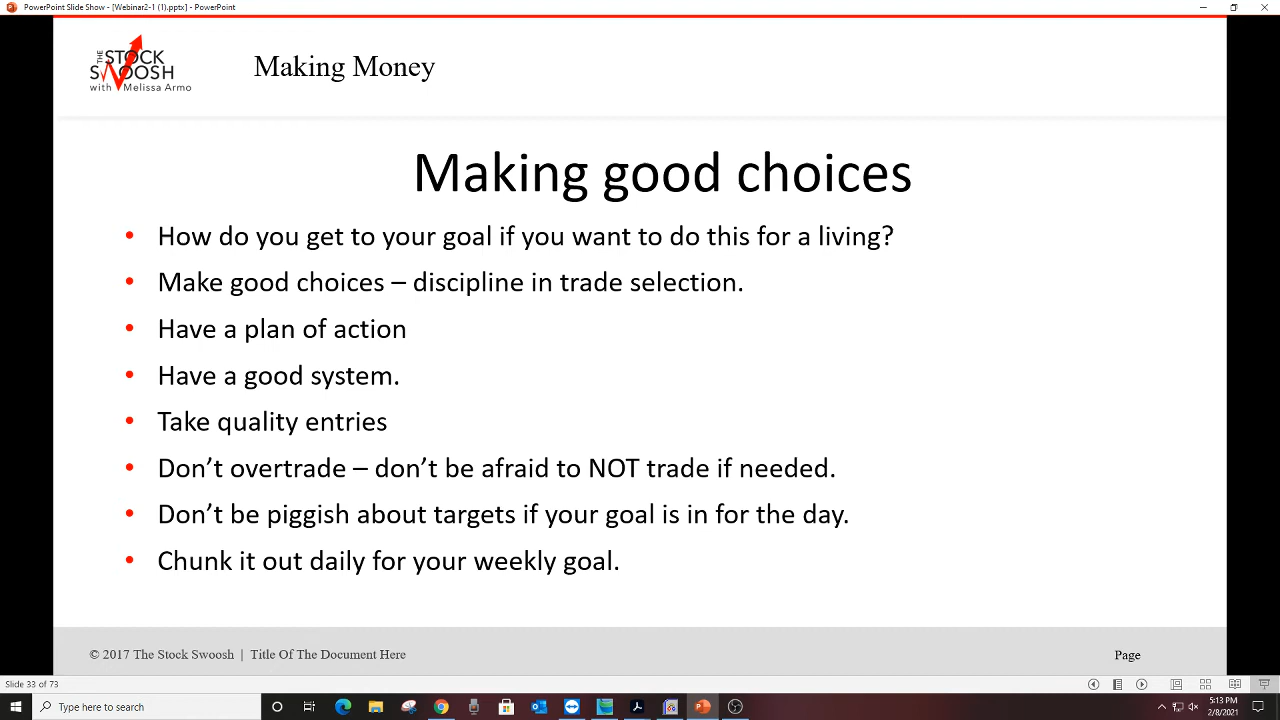 PowerPoint Slide Show - [Webinar2-1 (1).pptx] - PowerPoint
THE STOCK
SWOOSH
with Melissa Armo
Making Money
Making good choices
• How do you get to your goal if you want to do this for a living?
• Make good choices – discipline in trade selection.
• Have a plan of action
• Have a good system.
• Take quality entries
• Don’t overtrade – don’t be afraid to NOT trade if needed.
• Don’t be piggish about targets if your goal is in for the day.
• Chunk it out daily for your weekly goal.
© 2017 The Stock Swoosh | Title Of The Document Here
Page
Slide 33 of 73
Type here to search
5:13 PM
2/8/2021